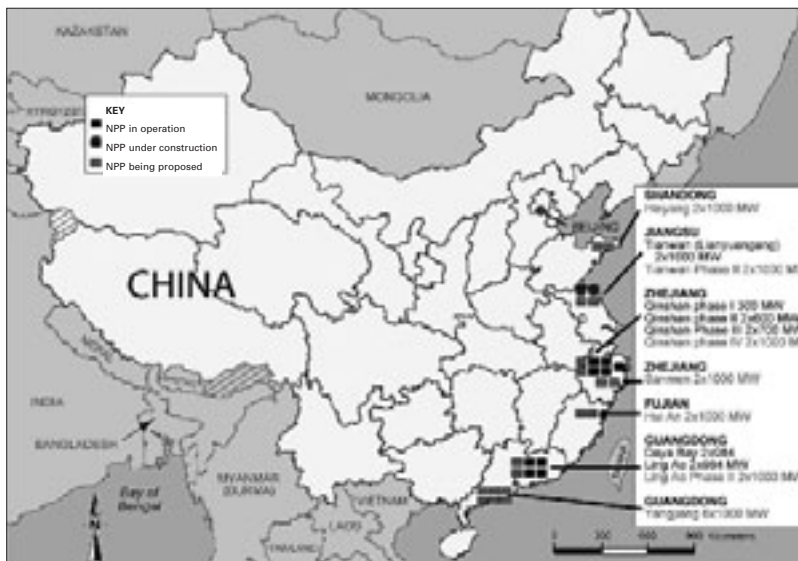 KAZAKHSTAN
MONGOLIA
KEY
NPP in operation
NPP under construction
NPP being proposed
BEIJING
CHINA
NEPAL
INDIA
BANGLADESH
Bay of
Bengal
MYANMAR
(BURMA)
VIETNAM
LAOS
THAILAND
N
SHANDONG
Haiyang 2x1000 MW
JIANGSU
Tianwan (Lianyungang)
2x1000 MW
2x1000 MW
ZHEJIANG
Qinshan phase I 300 MW
Qinshan phase II 2x600 MW
Qinshan Phase III 2x700 MW
Qinshan phase IV 2x1000 MW
ZHEJIANG
Sanmen 2x1000 MW
FUJIAN
Hui An 2x1000 MW
GUANGDONG
Daya Bay 2x984
Ling Ao 2x984 MW
Ling Ao Phase II 2x1000 MW
GUANGDONG
Yangjiang 6x1000 MW
0 300 600 900 Kilometers